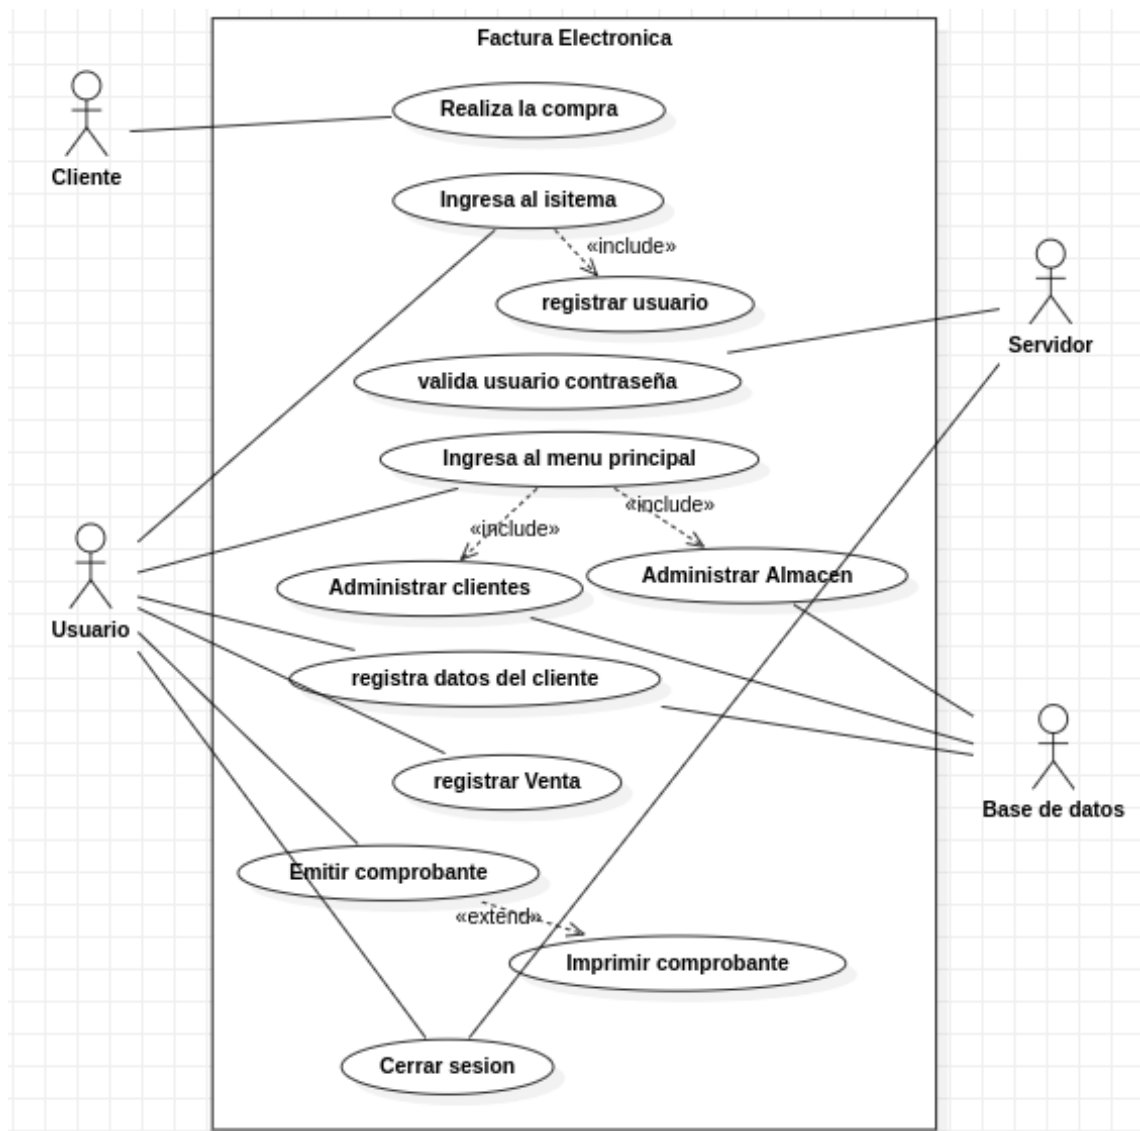 Factura Electronica
Realiza la compra
Cliente
Ingresa al isitema
«include»
registrar usuario
Servidor
valida usuario contraseña
Ingresa al menu principal
«include»
«include»
Administrar clientes
Administrar Almacen
Usuario
registra datos del cliente
registrar Venta
Base de datos
Emitir comprobante
«extend»
Imprimir comprobante
Cerrar sesion